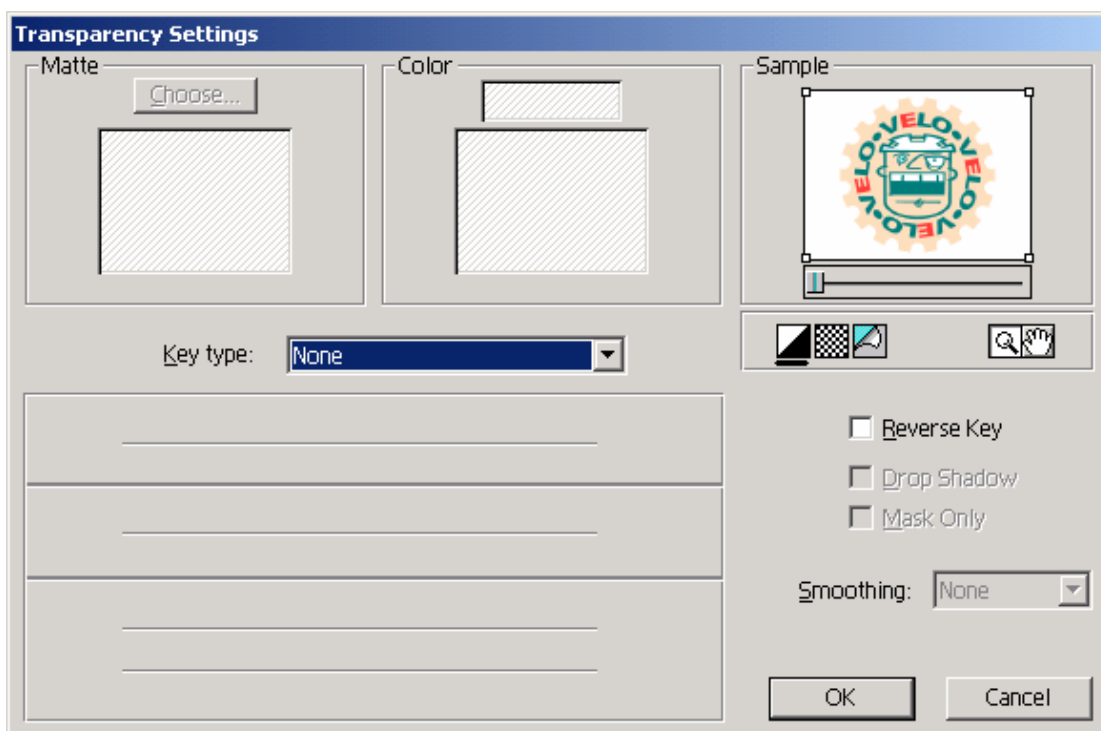 Transparency Settings
Matte
Choose...
Color
Sample
VELO·VELO·VELO·VELO·
Key type: None
Reverse Key
Drop Shadow
Mask Only
Smoothing: None
OK Cancel